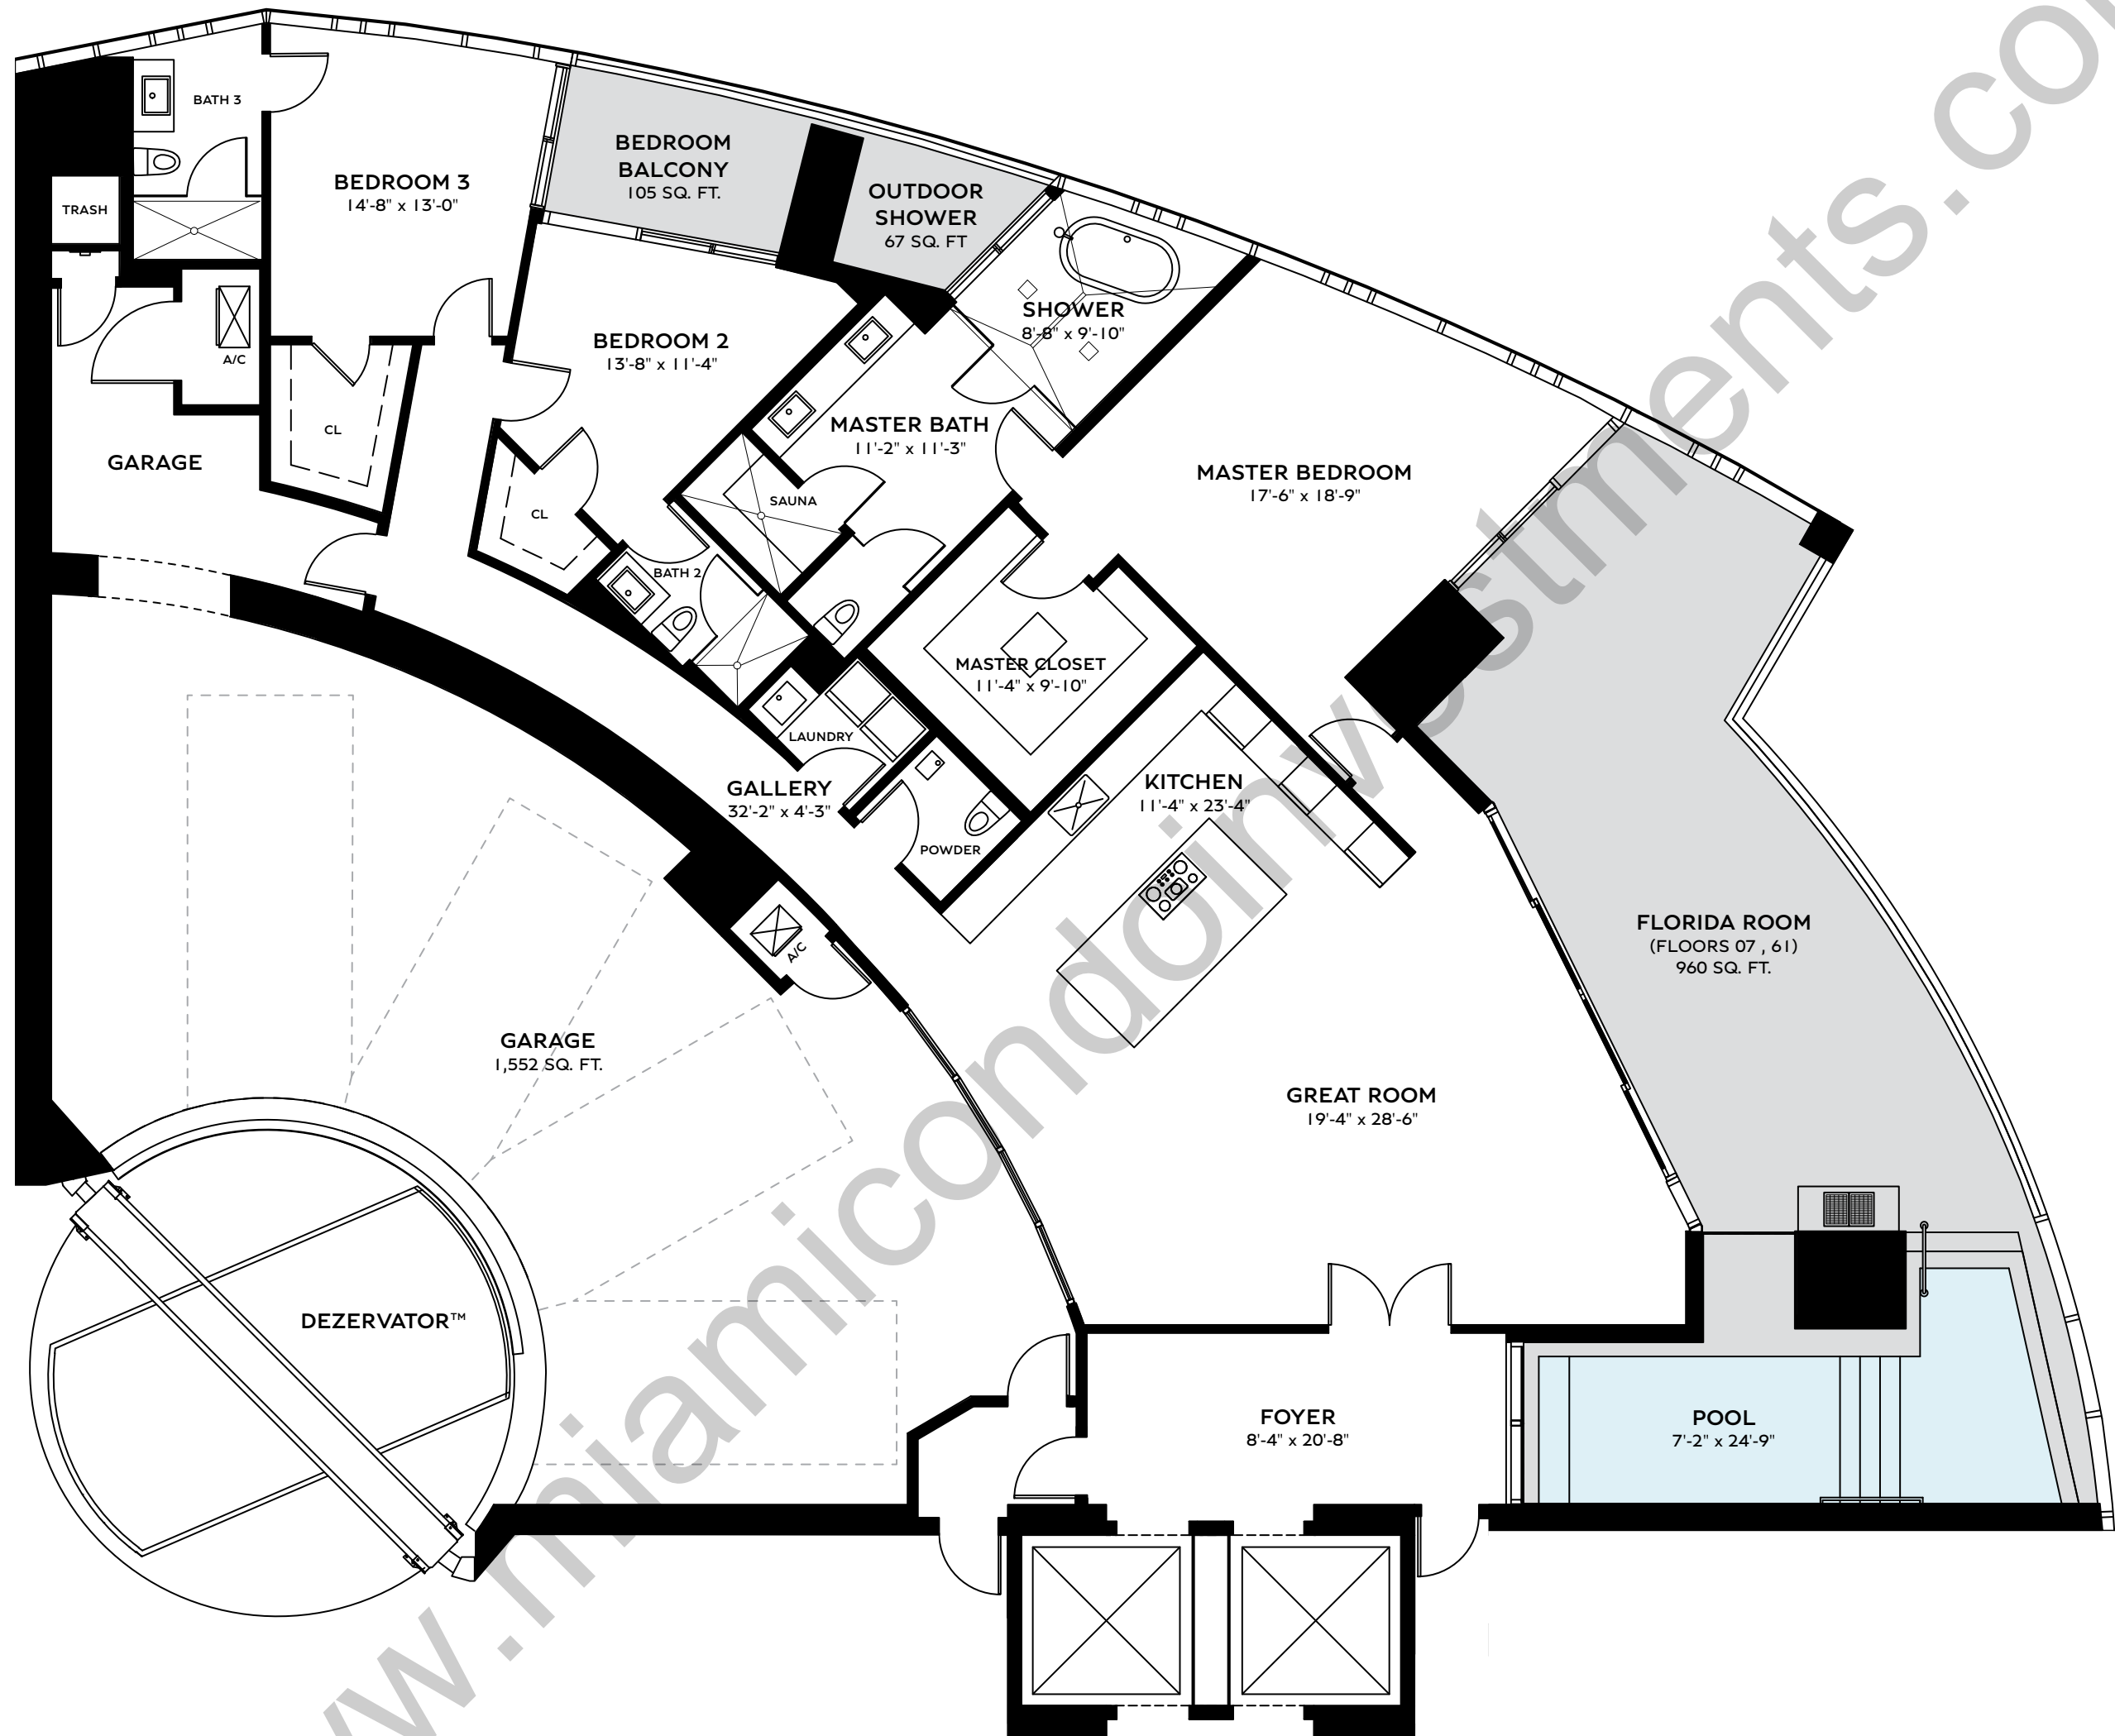 BATH 3
BEDROOM 3
14'-8" x 13'-0"
BEDROOM
BALCONY
105 SQ. FT.
OUTDOOR
SHOWER
67 SQ. FT
TRASH
A/C
BEDROOM 2
13'-8" x 11'-4"
SHOWER
8'-8" x 9'-10"
CL
GARAGE
MASTER BATH
11'-2" x 11'-3"
MASTER BEDROOM
17'-6" x 18'-9"
SAUNA
CL
BATH 2
MASTER CLOSET
11'-4" x 9'-10"
LAUNDRY
GALLERY
32'-2" x 4'-3"
KITCHEN
11'-4" x 23'-4"
POWDER
A/C
FLORIDA ROOM
(FLOORS 07 , 61)
960 SQ. FT.
GARAGE
1,552 SQ. FT.
GREAT ROOM
19'-4" x 28'-6"
DEZERVATOR™
FOYER
8'-4" x 20'-8"
POOL
7'-2" x 24'-9"
w.miamicondoinvestments.co